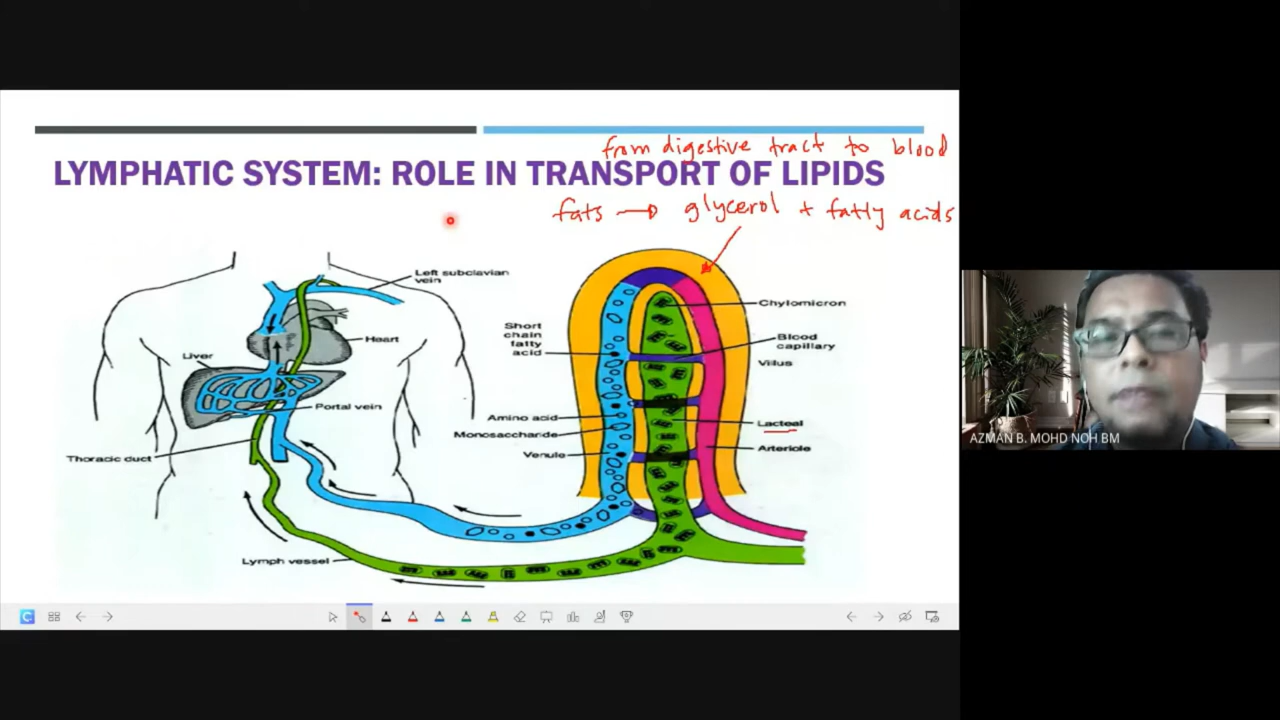 from digestive tract to blood
LYMPHATIC SYSTEM: ROLE IN TRANSPORT OF LIPIDS
fats → glycerol + fatty acids
Left subclavian
vein
Heart
Liver
Portal vein
Thoracic duct
Lymph vessel
Short
chain
fatty
acid
Amino acid
Monosaccharide
Venule
Chylomicron
Blood
capillary
Villus
Lacteal
Arteriole
AZMAN B. MOHD NOH BM